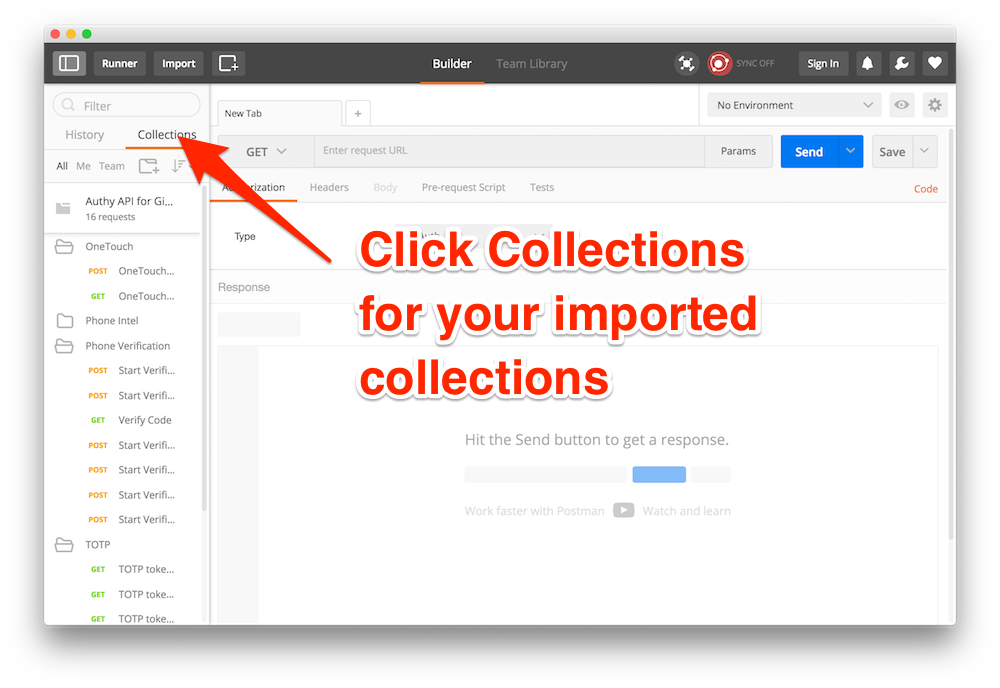 Runner
Import
Builder
Team Library
SYNC OFF
Sign In
Filter
History
Collections
All Me Team
Authy API for Gi...
16 requests
OneTouch
POST OneTouch...
GET OneTouch...
Phone Intel
Phone Verification
POST Start Verifi...
POST Start Verifi...
GET Verify Code
POST Start Verifi...
POST Start Verifi...
POST Start Verifi...
POST Start Verifi...
TOTP
GET TOTP toke...
GET TOTP toke...
GET TOTP toke...
New Tab
+
No Environment
GET
Enter request URL
Params
Send
Save
Headers
Body
Pre-request Script
Tests
Code
Type
Click Collections
for your imported
collections
Response
Hit the Send button to get a response.
Work faster with Postman
Watch and learn